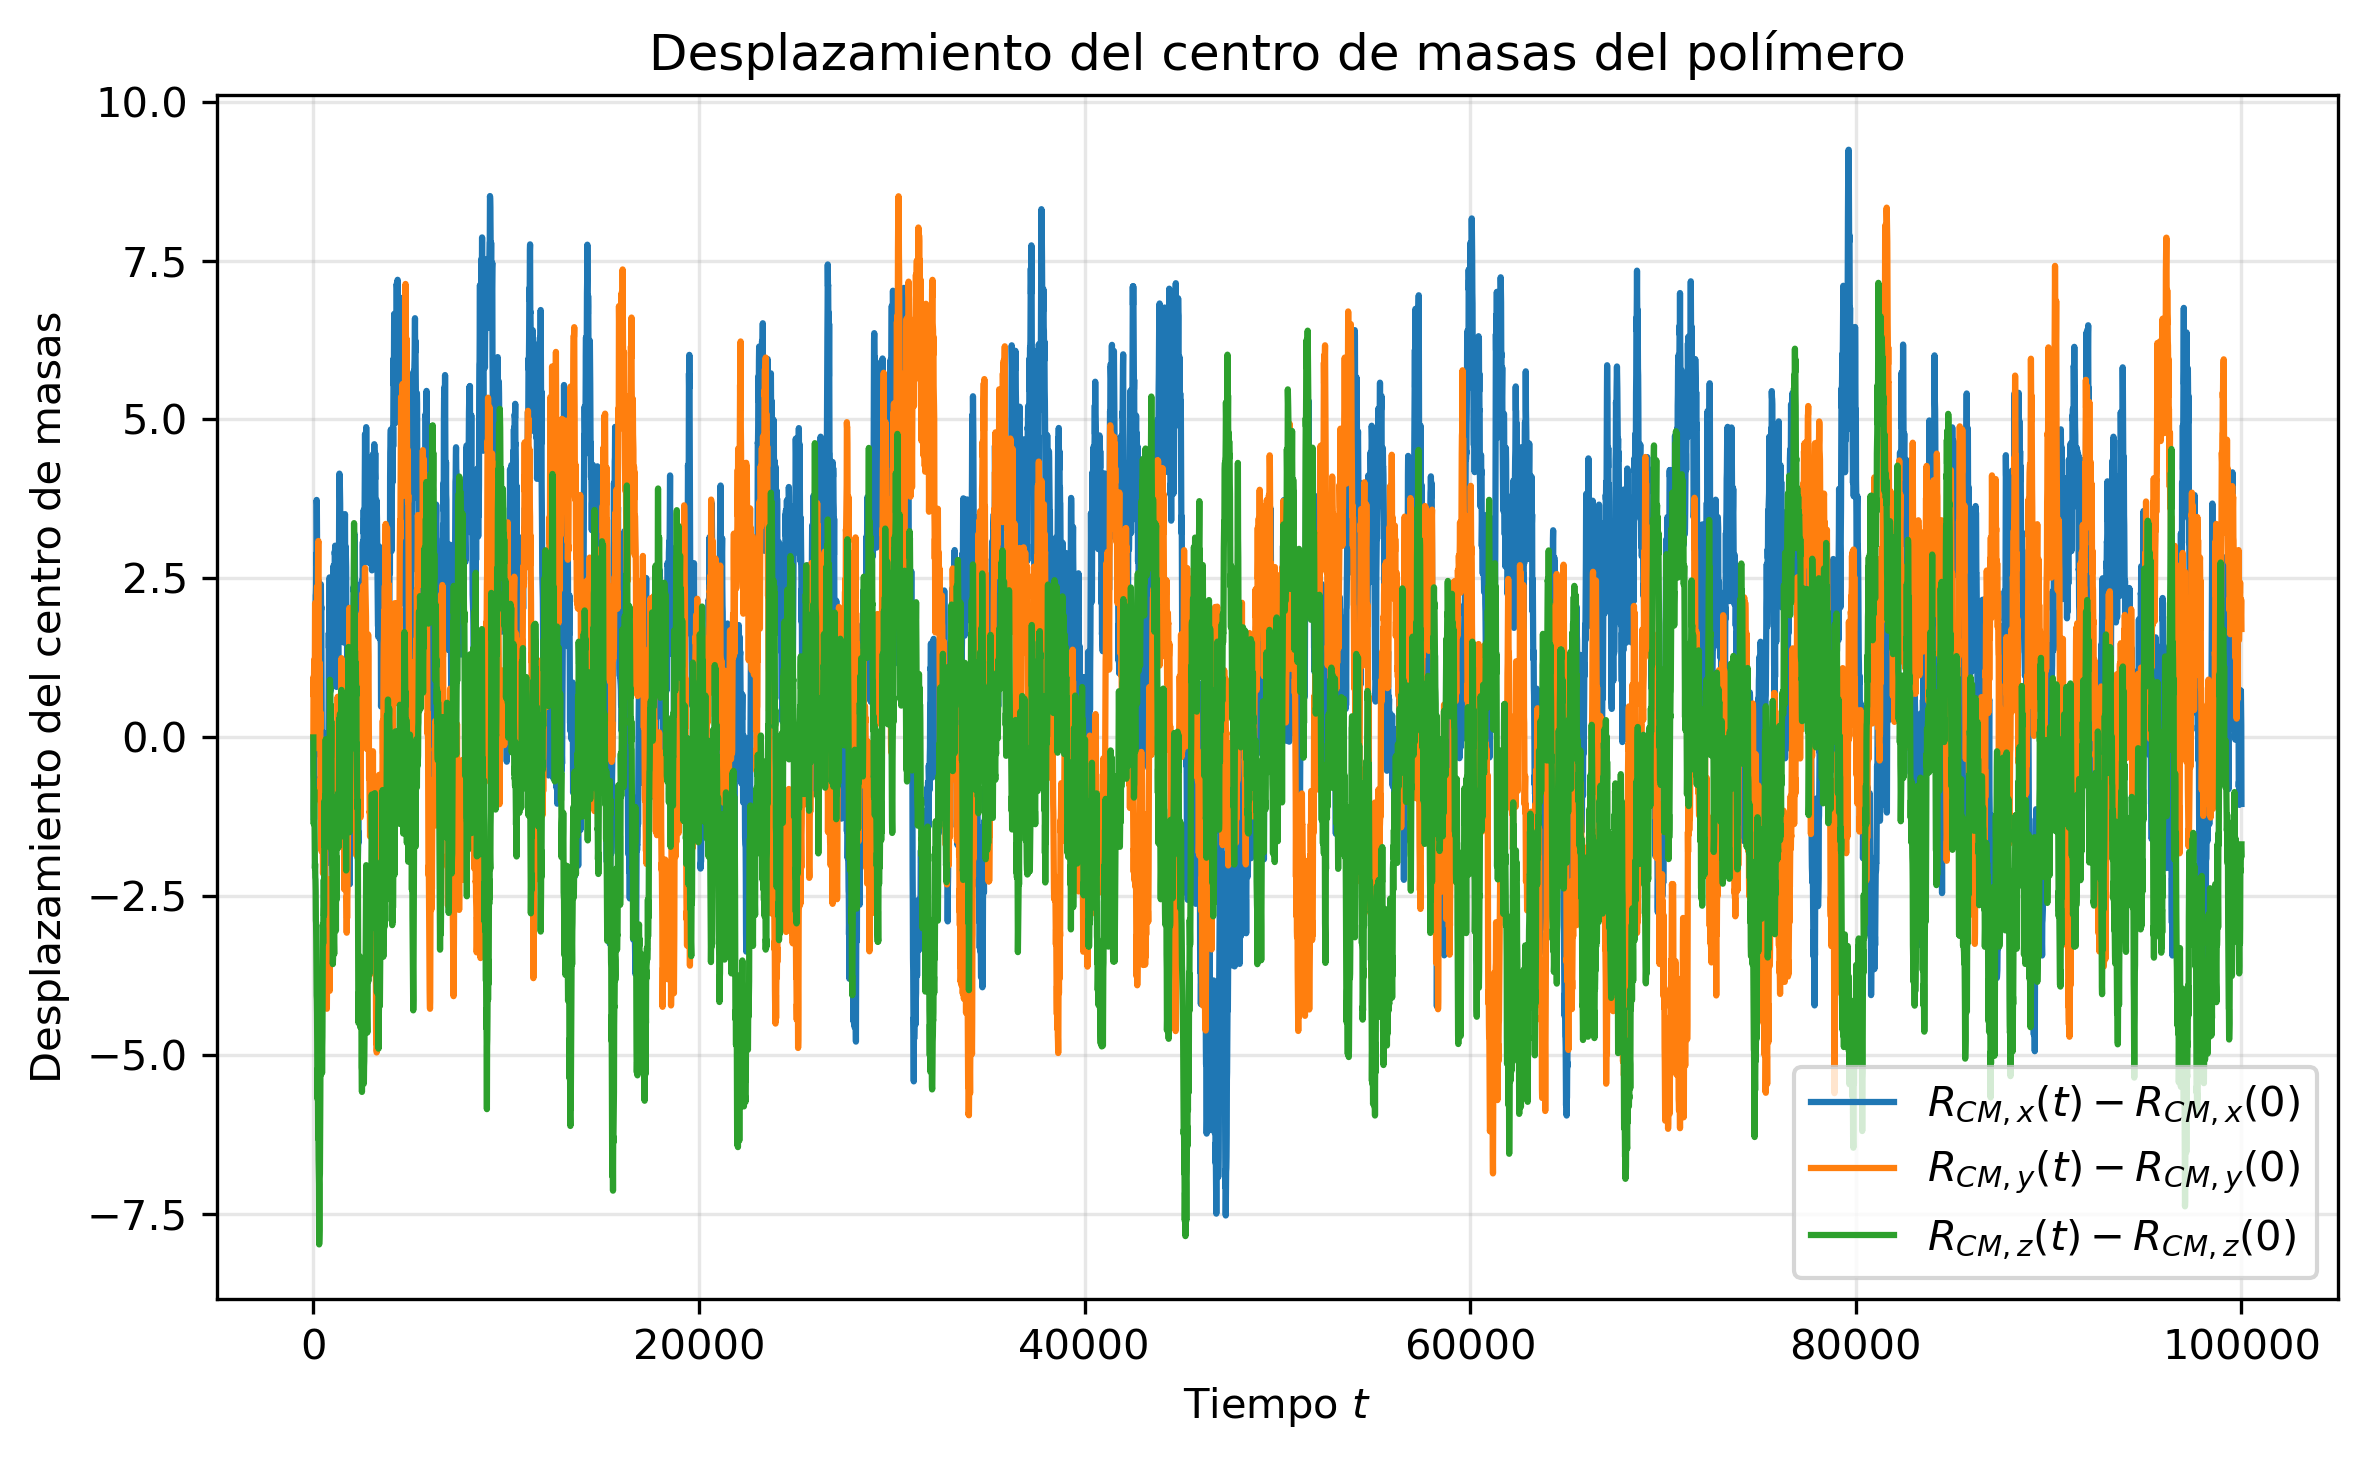 Desplazamiento del centro de masas del polímero
Desplazamiento del centro de masas
10.0
7.5
5.0
2.5
0.0
−2.5
−5.0
−7.5
R_{CM,x}(t) − R_{CM,x}(0)
R_{CM,y}(t) − R_{CM,y}(0)
R_{CM,z}(t) − R_{CM,z}(0)
0 20000 40000 60000 80000 100000
Tiempo t